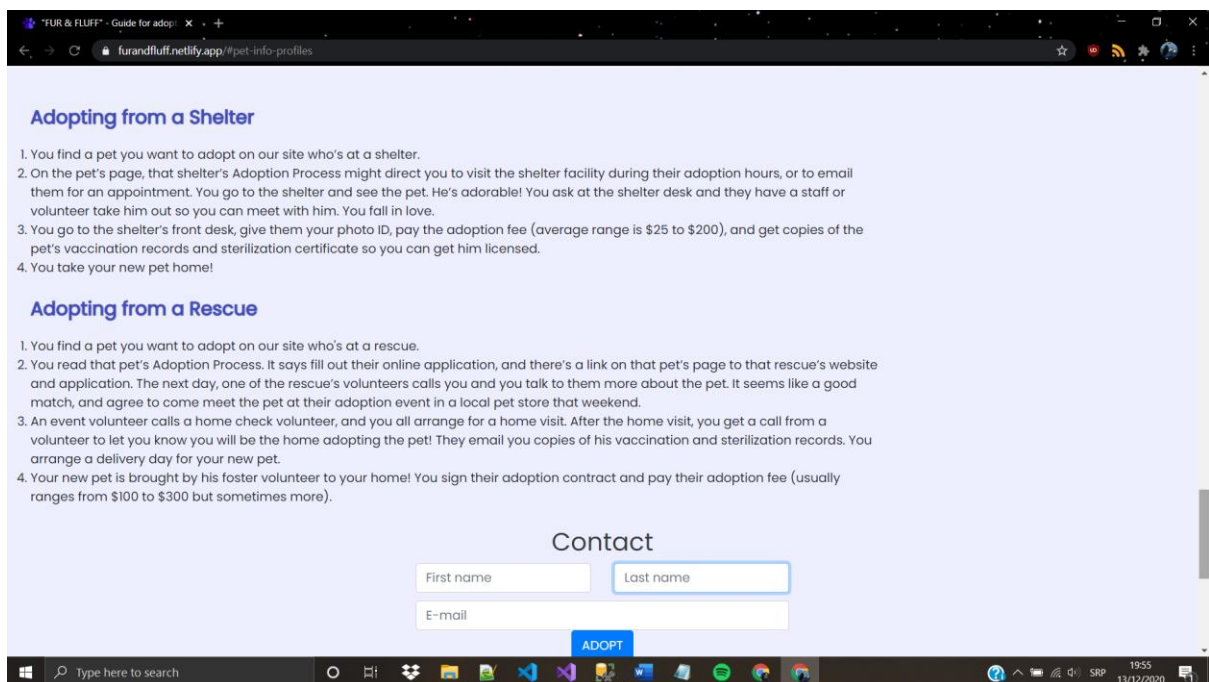 "FUR & FLUFF" - Guide for adopt
furandfluff.netlify.app/#pet-info-profiles
Adopting from a Shelter
1. You find a pet you want to adopt on our site who's at a shelter.
2. On the pet's page, that shelter's Adoption Process might direct you to visit the shelter facility during their adoption hours, or to email
them for an appointment. You go to the shelter and see the pet. He's adorable! You ask at the shelter desk and they have a staff or
volunteer take him out so you can meet with him. You fall in love.
3. You go to the shelter's front desk, give them your photo ID, pay the adoption fee (average range is $25 to $200), and get copies of the
pet's vaccination records and sterilization certificate so you can get him licensed.
4. You take your new pet home!
Adopting from a Rescue
1. You find a pet you want to adopt on our site who's at a rescue.
2. You read that pet's Adoption Process. It says fill out their online application, and there's a link on that pet's page to that rescue's website
and application. The next day, one of the rescue's volunteers calls you and you talk to them more about the pet. It seems like a good
match, and agree to come meet the pet at their adoption event in a local pet store that weekend.
3. An event volunteer calls a home check volunteer, and you all arrange for a home visit. After the home visit, you get a call from a
volunteer to let you know you will be the home adopting the pet! They email you copies of his vaccination and sterilization records. You
arrange a delivery day for your new pet.
4. Your new pet is brought by his foster volunteer to your home! You sign their adoption contract and pay their adoption fee (usually
ranges from $100 to $300 but sometimes more).
Contact
First name Last name
E-mail
ADOPT
Type here to search
SRP
19:55
13/12/2020